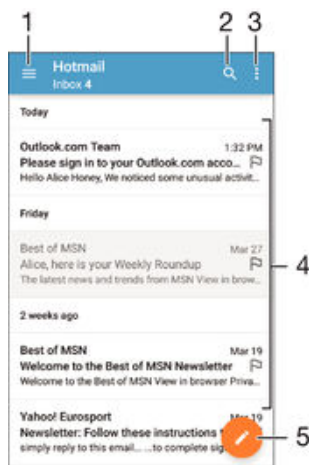 1 2 3
Hotmail
Inbox 4
Today
Outlook.com Team 1:32 PM
Please sign in to your Outlook.com acco...
Hello Alice Honey, We noticed some unusual activit...
Friday
Best of MSN Mar 27
Alice, here is your Weekly Roundup
The latest news and trends from MSN View in brow...
4
2 weeks ago
Best of MSN Mar 19
Welcome to the Best of MSN Newsletter
Welcome to the Best of MSN View in browser Priva...
Yahoo! Eurosport Mar 19
Newsletter: Follow these instructions
5
simply reply to this email... ...to complete sig